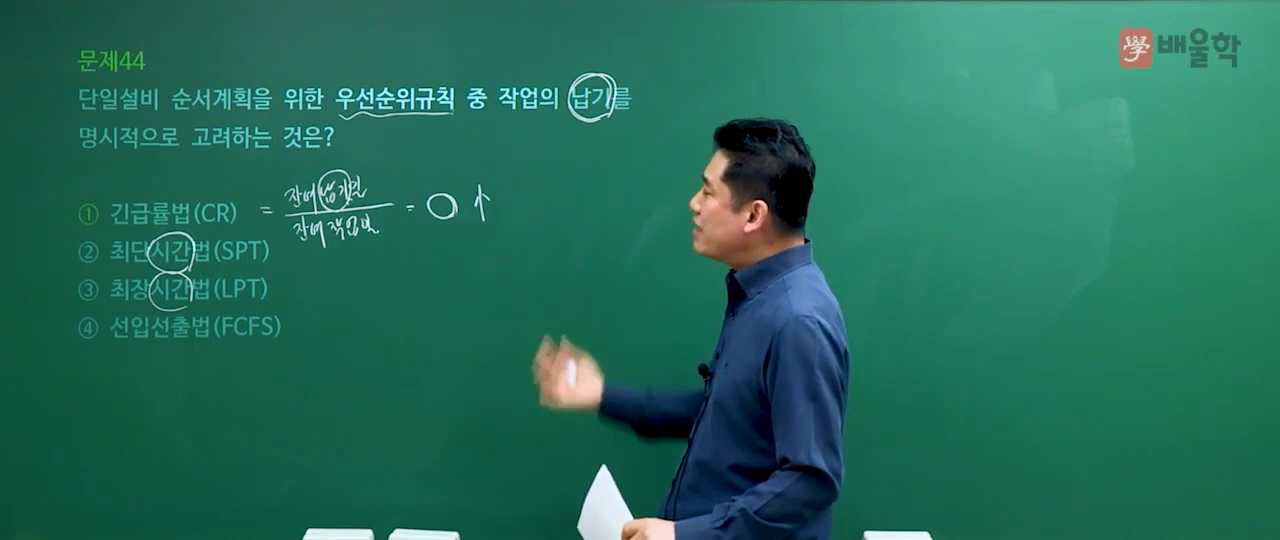 學 배울학
문제44
단일설비 순서계획을 위한 우선순위규칙 중 작업의 납기를
명시적으로 고려하는 것은?
① 긴급률법(CR) = 잔여납기일 / 잔여작업일 = ○ ↑
② 최단시간법(SPT)
③ 최장시간법(LPT)
④ 선입선출법(FCFS)